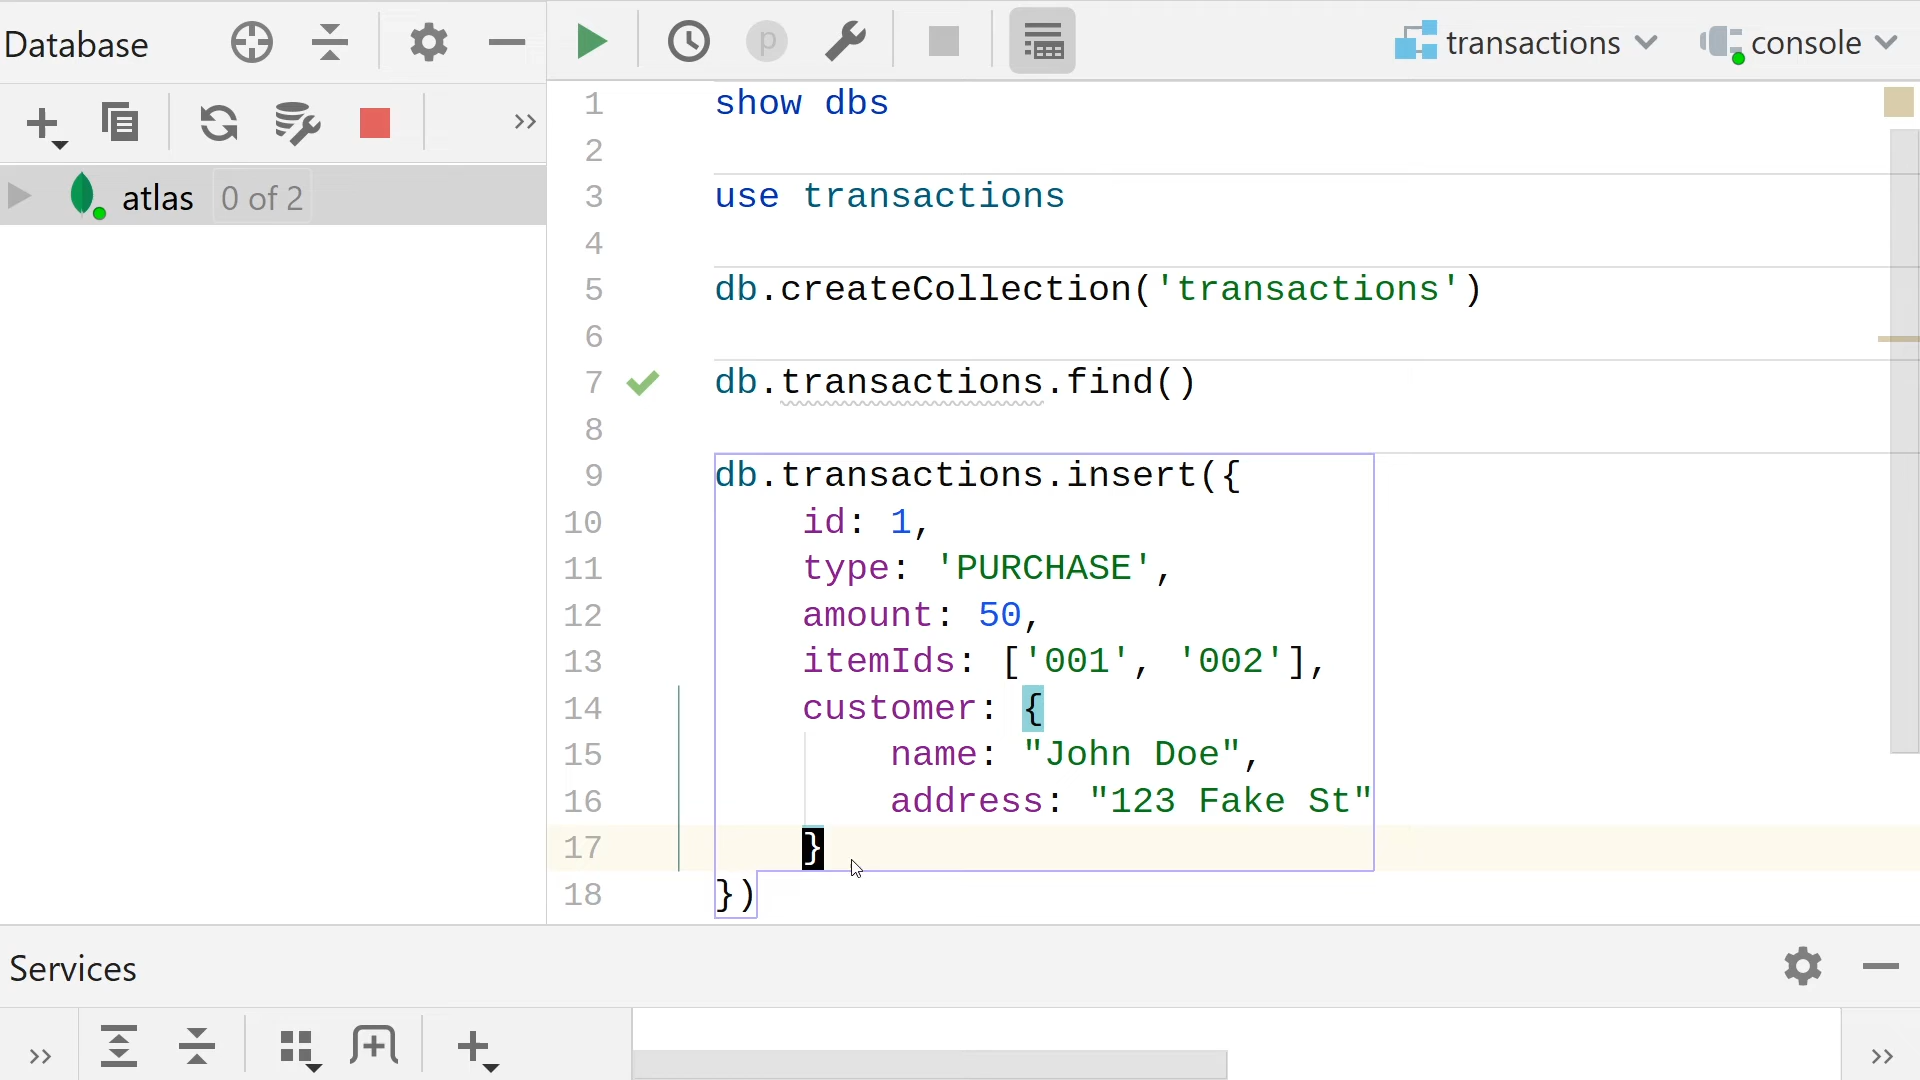 Database
transactions
console
atlas 0 of 2
1 show dbs
2
3 use transactions
4
5 db.createCollection('transactions')
6
7 db.transactions.find()
8
9 db.transactions.insert({
10 id: 1,
11 type: 'PURCHASE',
12 amount: 50,
13 itemIds: ['001', '002'],
14 customer: {
15 name: "John Doe",
16 address: "123 Fake St"
17 }
18 })
Services